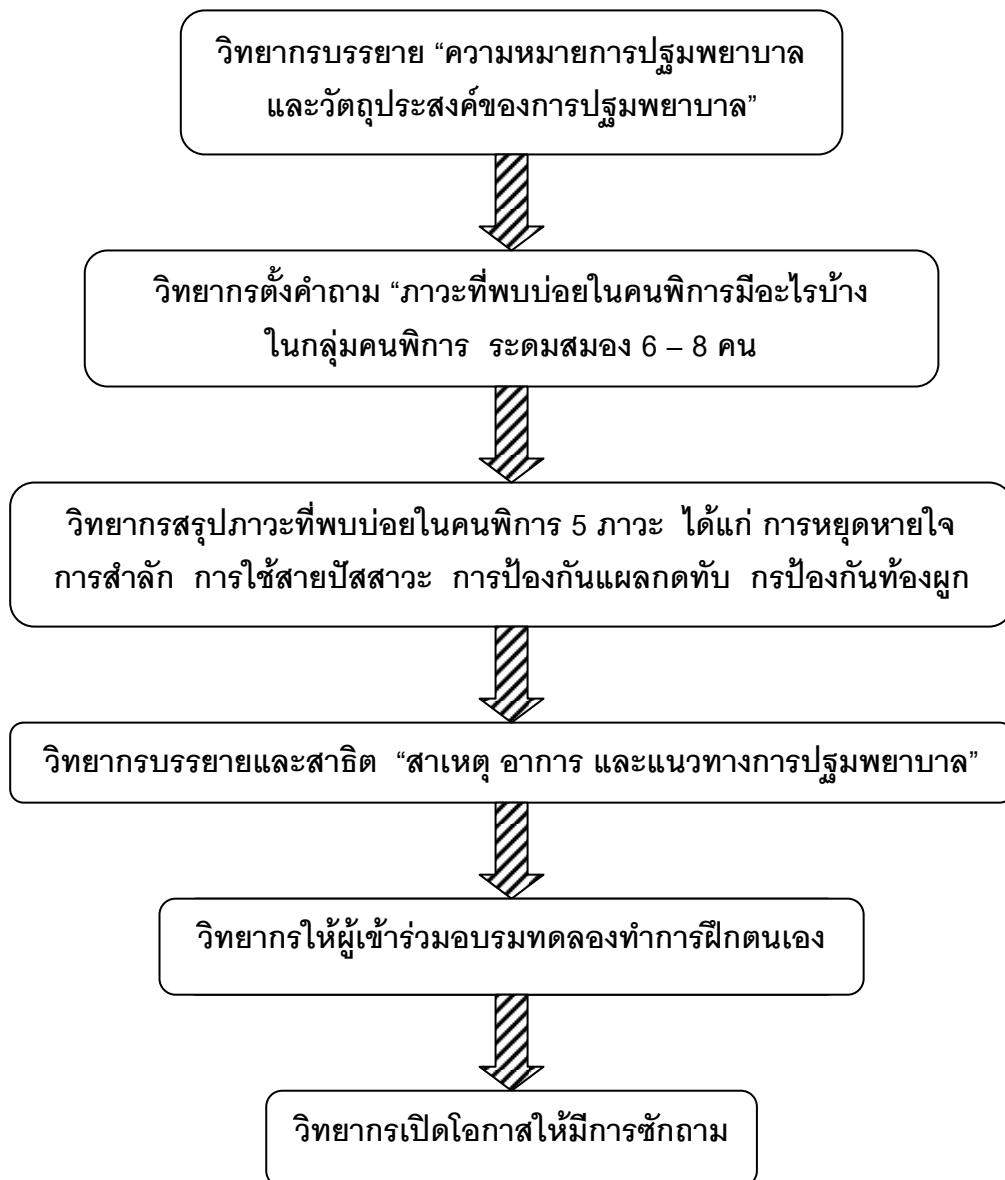 วิทยากรบรรยาย “ความหมายการปฐมพยาบาล
และวัตถุประสงค์ของการปฐมพยาบาล”
วิทยากรตั้งคำถาม “ภาวะที่พบบ่อยในคนพิการมีอะไรบ้าง
ในกลุ่มคนพิการ ระดมสมอง 6 – 8 คน
วิทยากรสรุปภาวะที่พบบ่อยในคนพิการ 5 ภาวะ ได้แก่ การหยุดหายใจ
การสำลัก การใช้สายปัสสาวะ การป้องกันแผลกดทับ กรป้องกันท้องผูก
วิทยากรบรรยายและสาธิต “สาเหตุ อาการ และแนวทางการปฐมพยาบาล”
วิทยากรให้ผู้เข้าร่วมอบรมทดลองทำการฝึกตนเอง
วิทยากรเปิดโอกาสให้มีการซักถาม